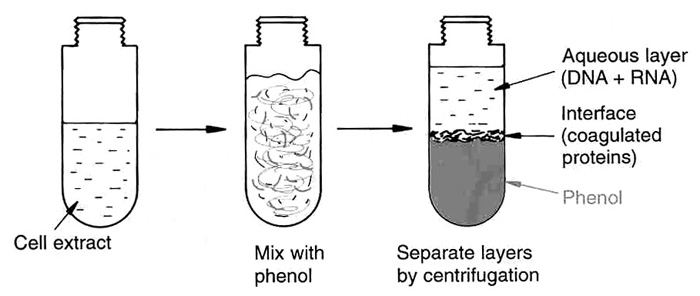 Cell extract
Mix with
phenol
Separate layers
by centrifugation
Aqueous layer
(DNA + RNA)
Interface
(coagulated
proteins)
Phenol